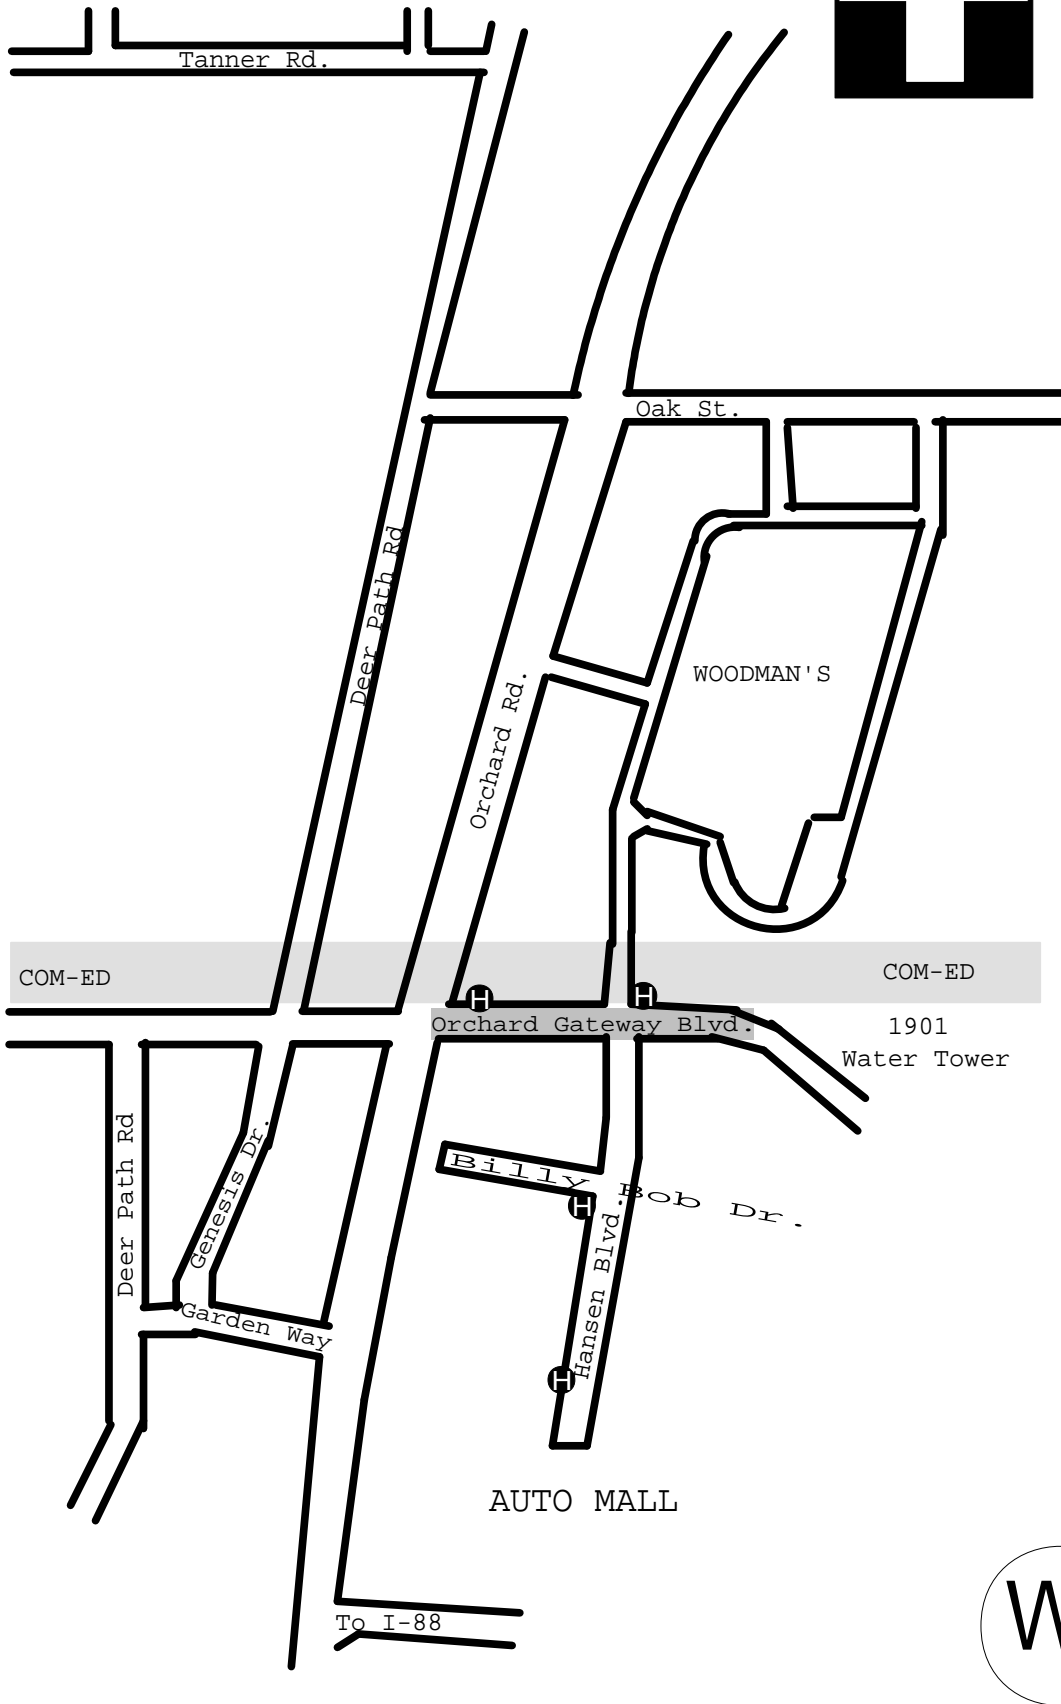 Tanner Rd.
Oak St.
Deer Path Rd
WOODMAN'S
Orchard Rd.
COM-ED
COM-ED
H
H
Orchard Gateway Blvd.
1901
Water Tower
Deer Path Rd
Genesis Dr.
Billy Bob Dr.
H
Hansen Blvd.
Garden Way
H
AUTO MALL
To I-88
W